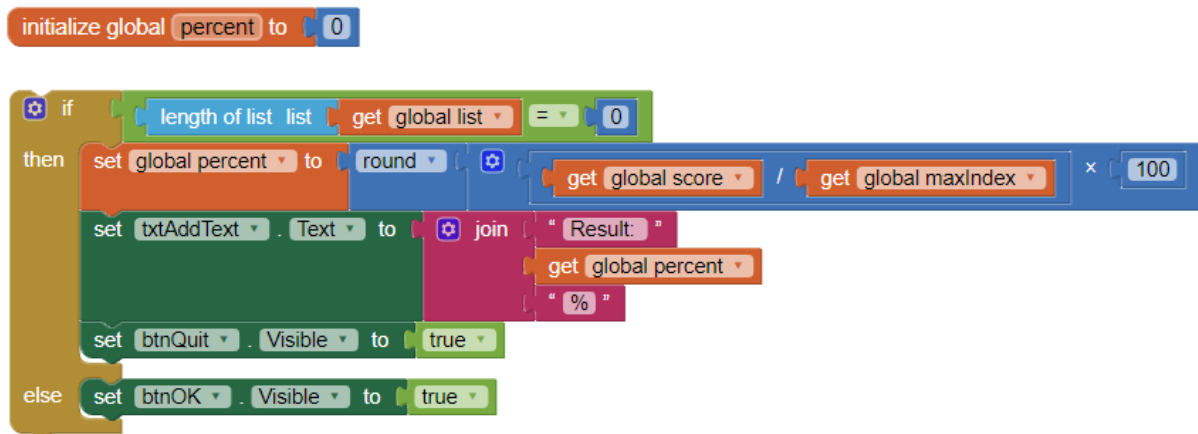 initialize global percent to 0
if length of list list get global list = 0
then set global percent to round get global score / get global maxIndex × 100
set txtAddText . Text to join " Result: "
get global percent
" % "
set btnQuit . Visible to true
else set btnOK . Visible to true